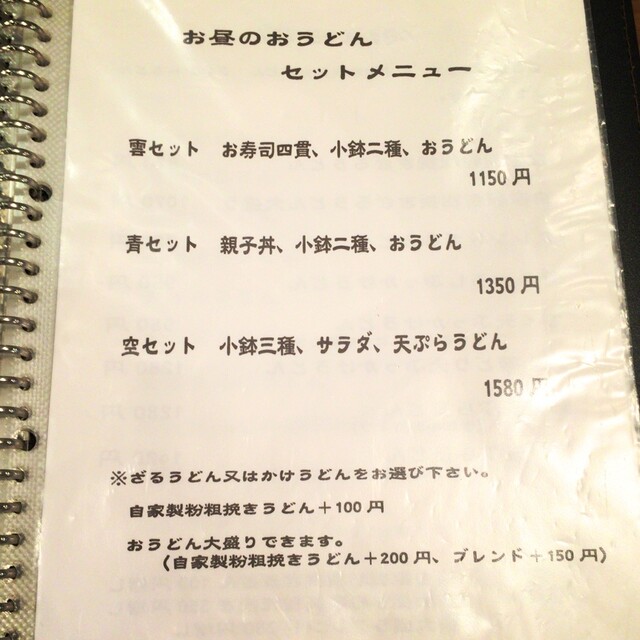 お昼のおうどん
セットメニュー
雲セット　お寿司四貫、小鉢二種、おうどん
1150円
青セット　親子丼、小鉢二種、おうどん
1350円
空セット　小鉢三種、サラダ、天ぷらうどん
1580円
※ざるうどん又はかけうどんをお選び下さい。
自家製粉粗挽きうどん＋100円
おうどん大盛りできます。
（自家製粉粗挽きうどん＋200円、ブレンド＋150円）